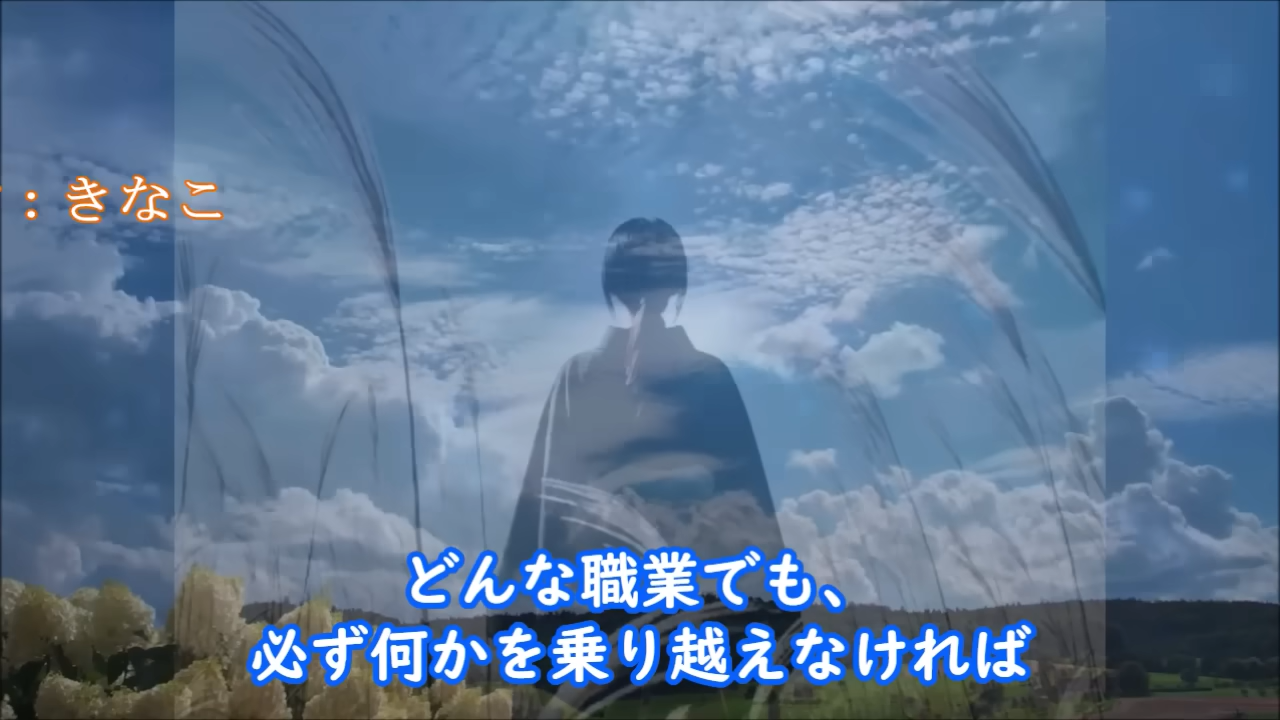 ：きなこ
どんな職業でも、
必ず何かを乗り越えなければ